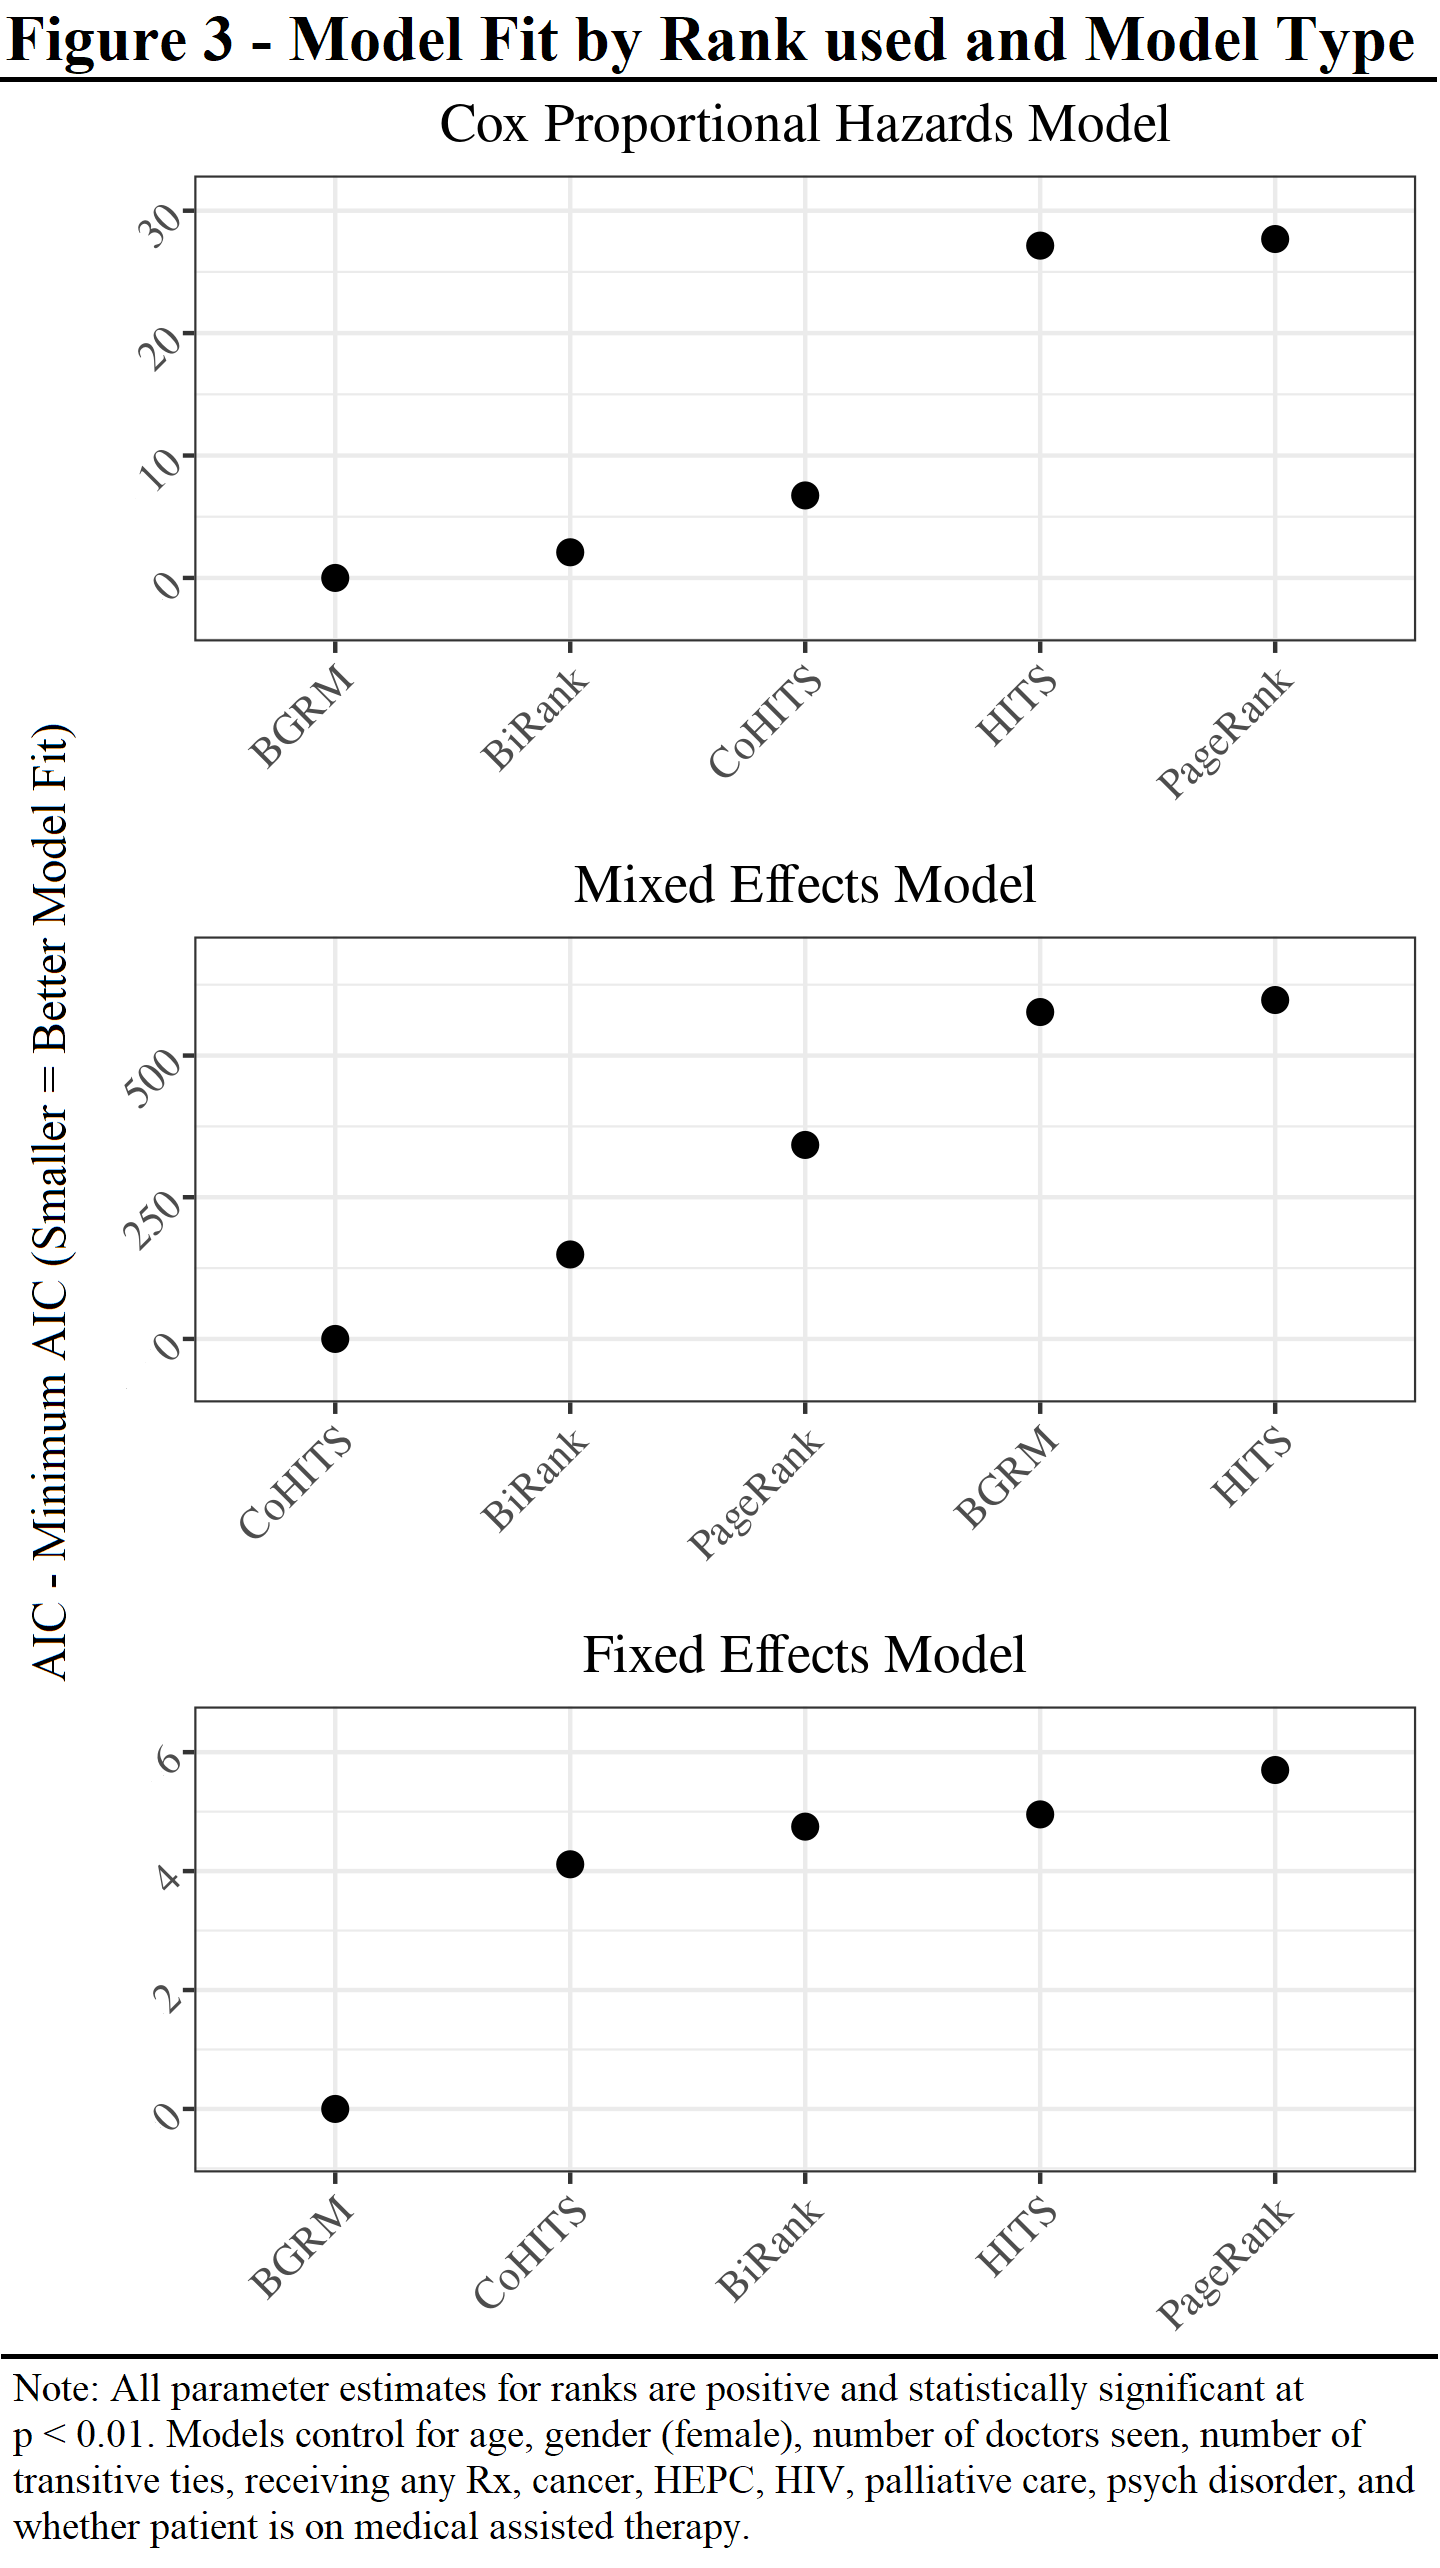 Figure 3 - Model Fit by Rank used and Model Type
Cox Proportional Hazards Model
30
20
10
0
BGRM
BiRank
CoHITS
HITS
PageRank
AIC - Minimum AIC (Smaller = Better Model Fit)
Mixed Effects Model
500
250
0
CoHITS
BiRank
PageRank
BGRM
HITS
Fixed Effects Model
6
4
2
0
BGRM
CoHITS
BiRank
HITS
PageRank
Note: All parameter estimates for ranks are positive and statistically significant at
p < 0.01. Models control for age, gender (female), number of doctors seen, number of
transitive ties, receiving any Rx, cancer, HEPC, HIV, palliative care, psych disorder, and
whether patient is on medical assisted therapy.